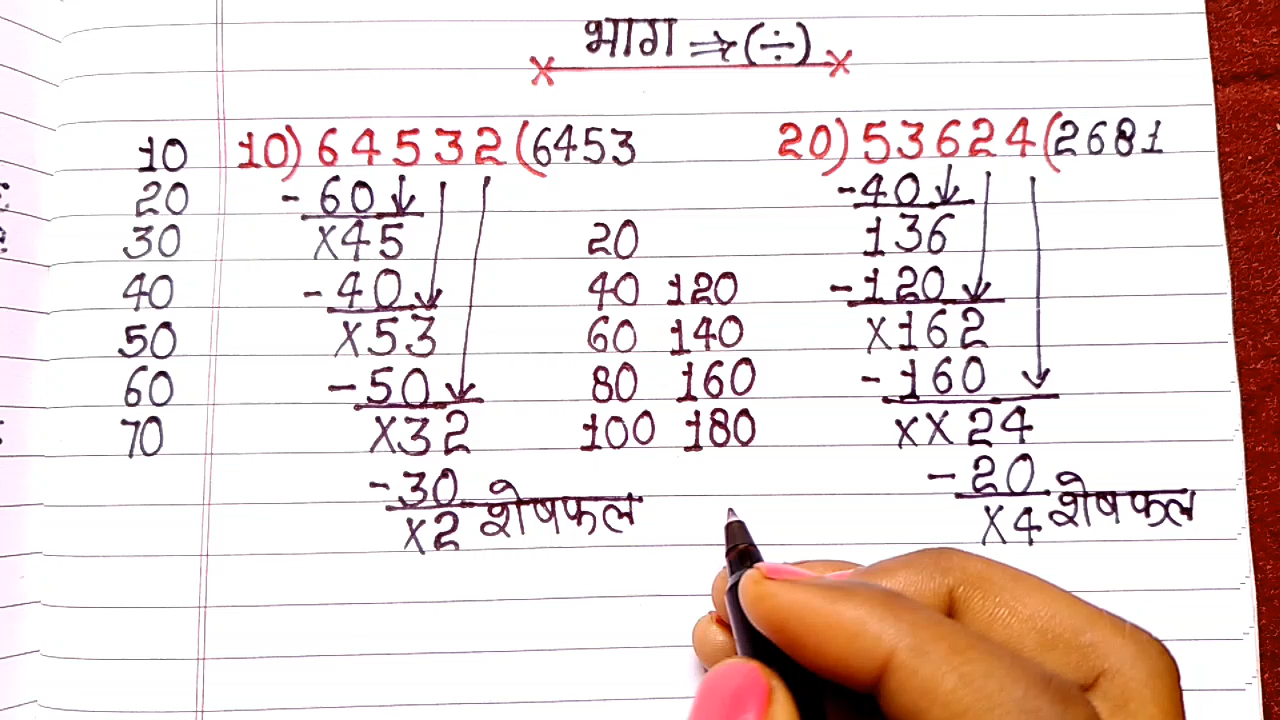 भाग ⇒ (÷)
10 10) 64532 (6453 20) 53624 (2681
20 -60↓ -40↓
30 x45 20 136
40 -40 40 120 -120
50 x53 60 140 x162
60 -50 80 160 -160
70 x32 100 180 xx24
-30 -20
x2 शेषफल x4 शेषफल